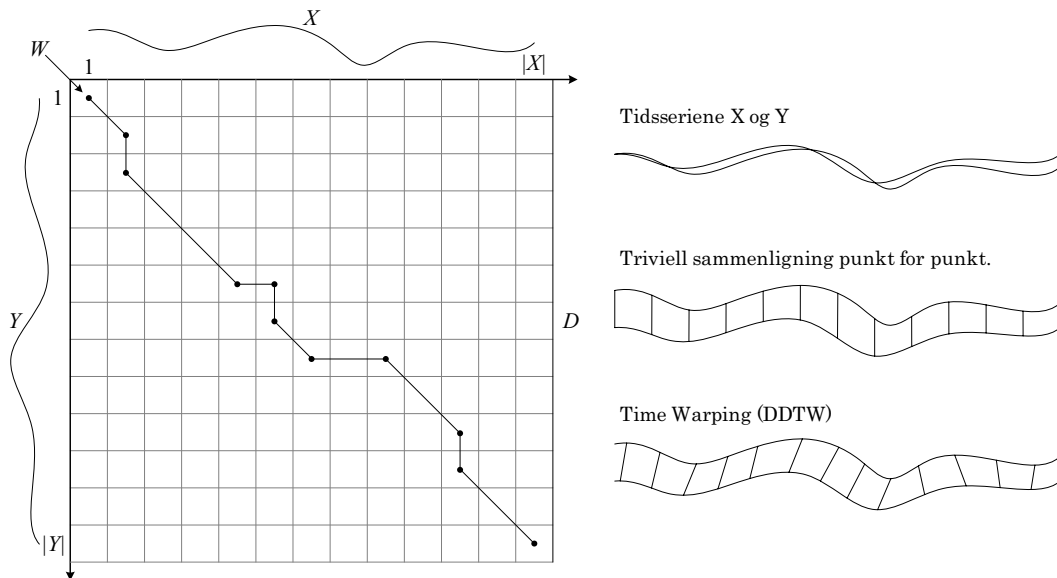 X
W
1
|X|
1
Y
D
|Y|
Tidsseriene X og Y
Triviell sammenligning punkt for punkt.
Time Warping (DDTW)